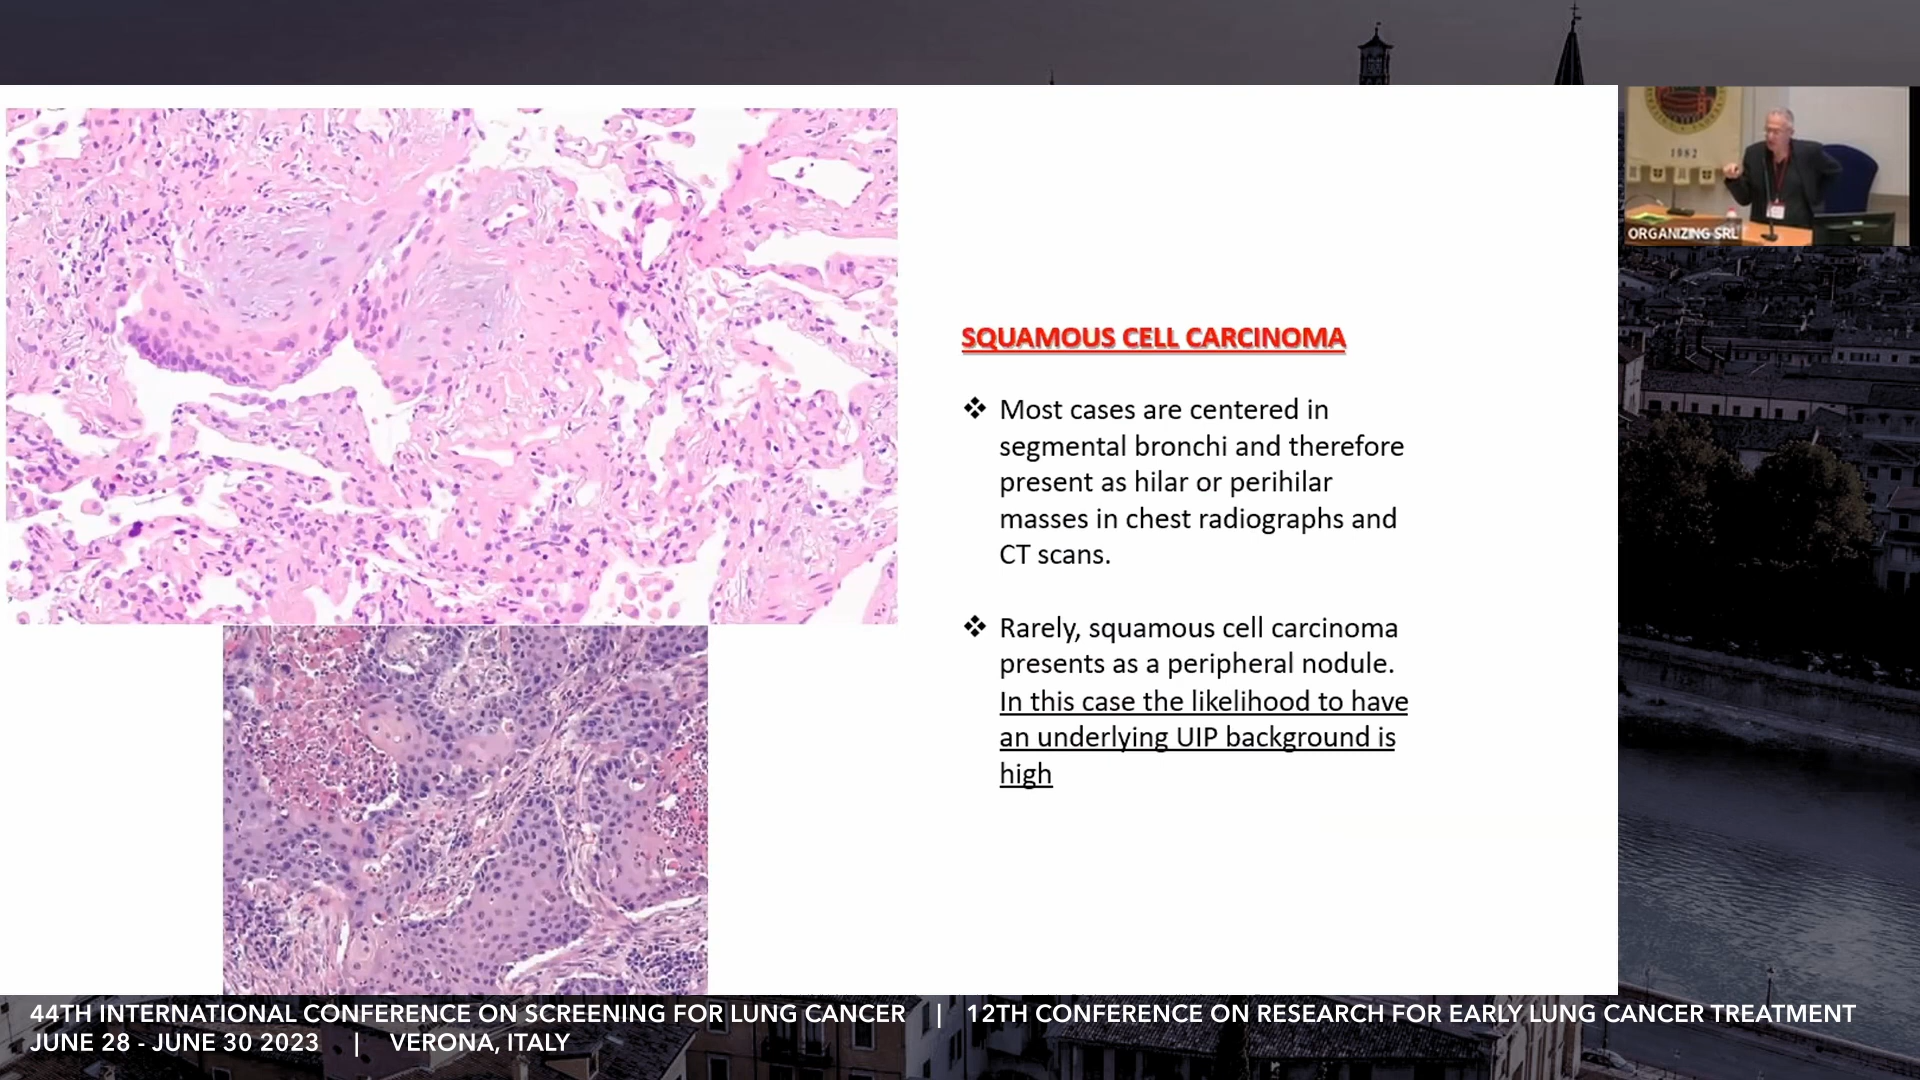 1982
ORGANIZING SRL
SQUAMOUS CELL CARCINOMA
❖ Most cases are centered in
segmental bronchi and therefore
present as hilar or perihilar
masses in chest radiographs and
CT scans.
❖ Rarely, squamous cell carcinoma
presents as a peripheral nodule.
In this case the likelihood to have
an underlying UIP background is
high
44TH INTERNATIONAL CONFERENCE ON SCREENING FOR LUNG CANCER | 12TH CONFERENCE ON RESEARCH FOR EARLY LUNG CANCER TREATMENT
JUNE 28 - JUNE 30 2023 | VERONA, ITALY